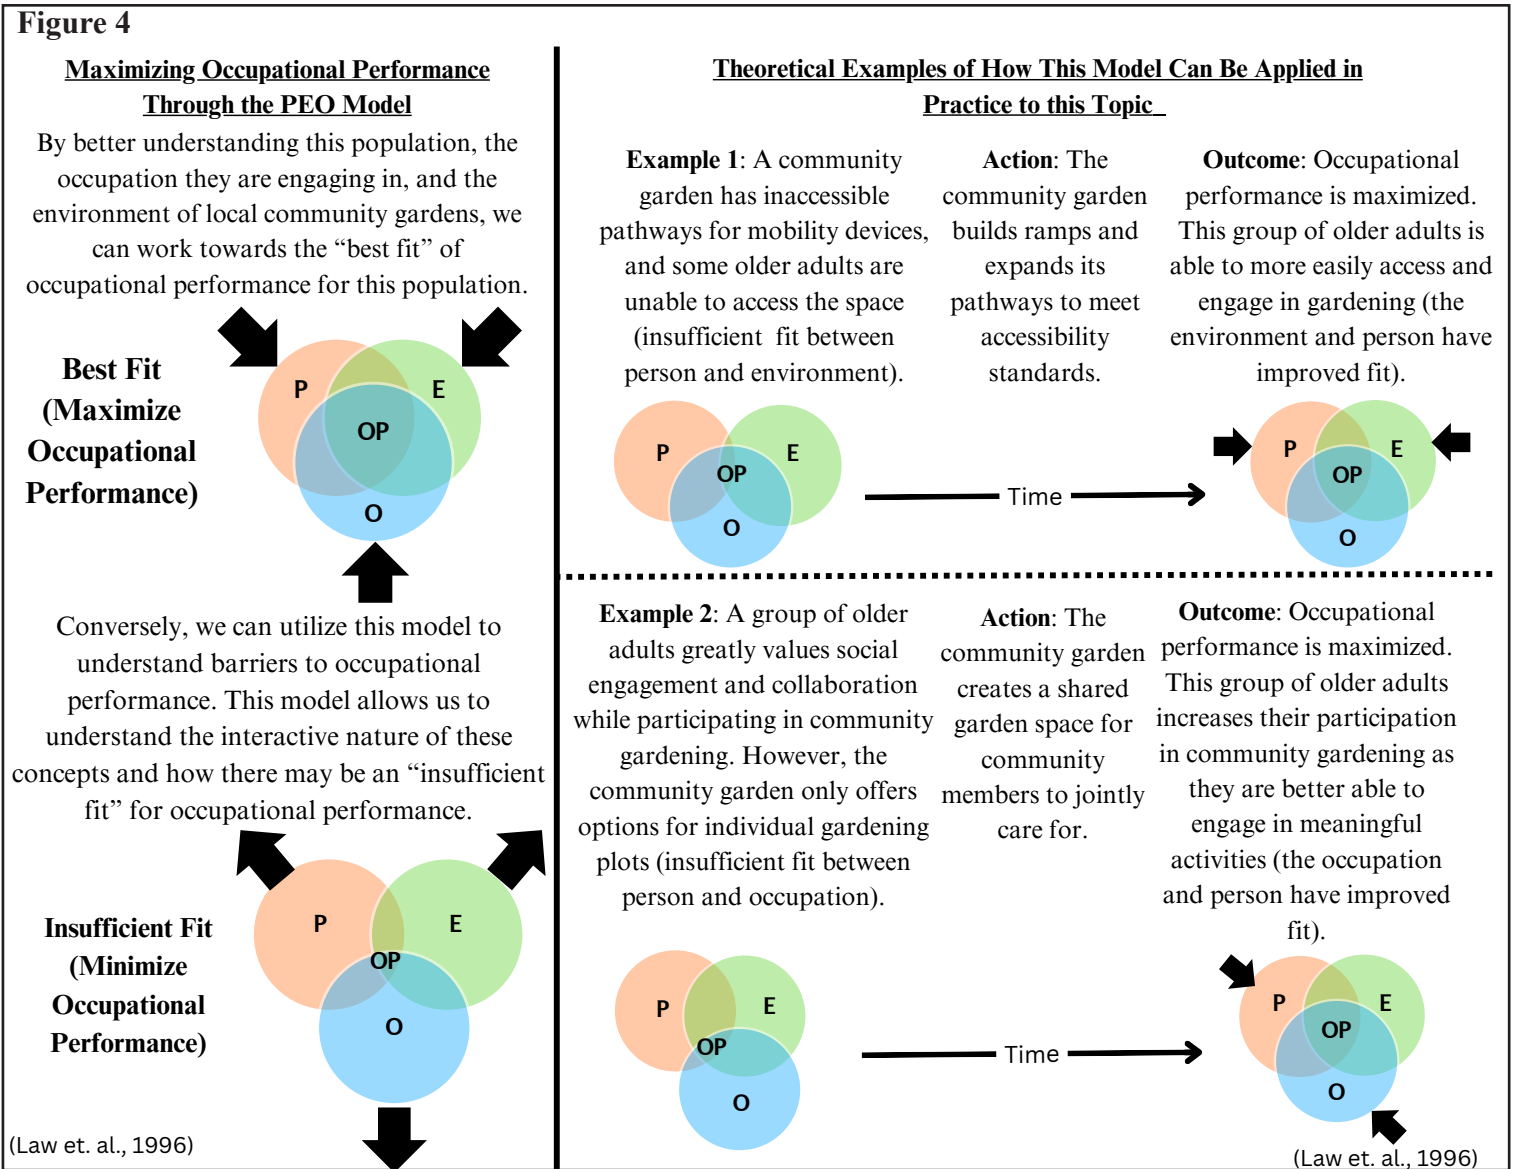 Figure 4
Maximizing Occupational Performance
Through the PEO Model
By better understanding this population, the
occupation they are engaging in, and the
environment of local community gardens, we
can work towards the “best fit” of
occupational performance for this population.
Best Fit
(Maximize
Occupational
Performance)
P
E
OP
O
Conversely, we can utilize this model to
understand barriers to occupational
performance. This model allows us to
understand the interactive nature of these
concepts and how there may be an “insufficient
fit” for occupational performance.
Insufficient Fit
(Minimize
Occupational
Performance)
P
E
OP
O
(Law et. al., 1996)
Theoretical Examples of How This Model Can Be Applied in
Practice to this Topic
Example 1: A community
garden has inaccessible
pathways for mobility devices,
and some older adults are
unable to access the space
(insufficient  fit between
person and environment).
Action: The
community garden
builds ramps and
expands its
pathways to meet
accessibility
standards.
Outcome: Occupational
performance is maximized.
This group of older adults is
able to more easily access and
engage in gardening (the
environment and person have
improved fit).
P
E
OP
O
Time
P
E
OP
O
Example 2: A group of older
adults greatly values social
engagement and collaboration
while participating in community
gardening. However, the
community garden only offers
options for individual gardening
plots (insufficient fit between
person and occupation).
Action: The
community garden
creates a shared
garden space for
community
members to jointly
care for.
Outcome: Occupational
performance is maximized.
This group of older adults
increases their participation
in community gardening as
they are better able to
engage in meaningful
activities (the occupation
and person have improved
fit).
P
E
OP
O
Time
P
E
OP
O
(Law et. al., 1996)